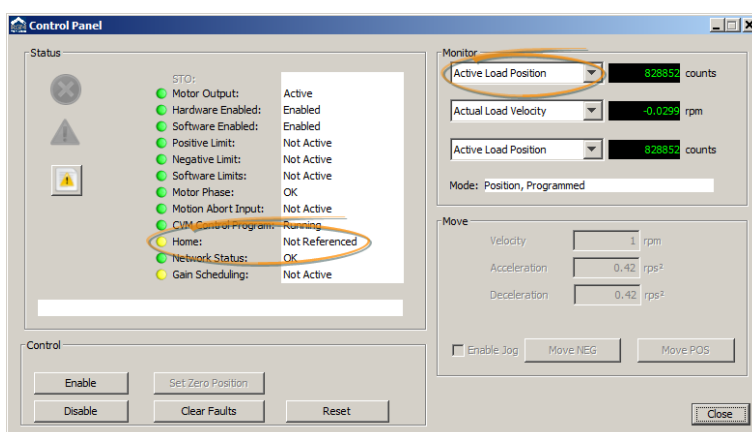 Control Panel
Status
STO:
Motor Output: Active
Hardware Enabled: Enabled
Software Enabled: Enabled
Positive Limit: Not Active
Negative Limit: Not Active
Software Limits: Not Active
Motor Phase: OK
Motion Abort Input: Not Active
CVM Control Program: Running
Home: Not Referenced
Network Status: OK
Gain Scheduling: Not Active
Control
Enable Set Zero Position
Disable Clear Faults Reset
Monitor
Active Load Position 828852 counts
Actual Load Velocity -0.0299 rpm
Active Load Position 828852 counts
Mode: Position, Programmed
Move
Velocity 1 rpm
Acceleration 0.42 rps²
Deceleration 0.42 rps²
Enable Jog Move NEG Move POS
Close